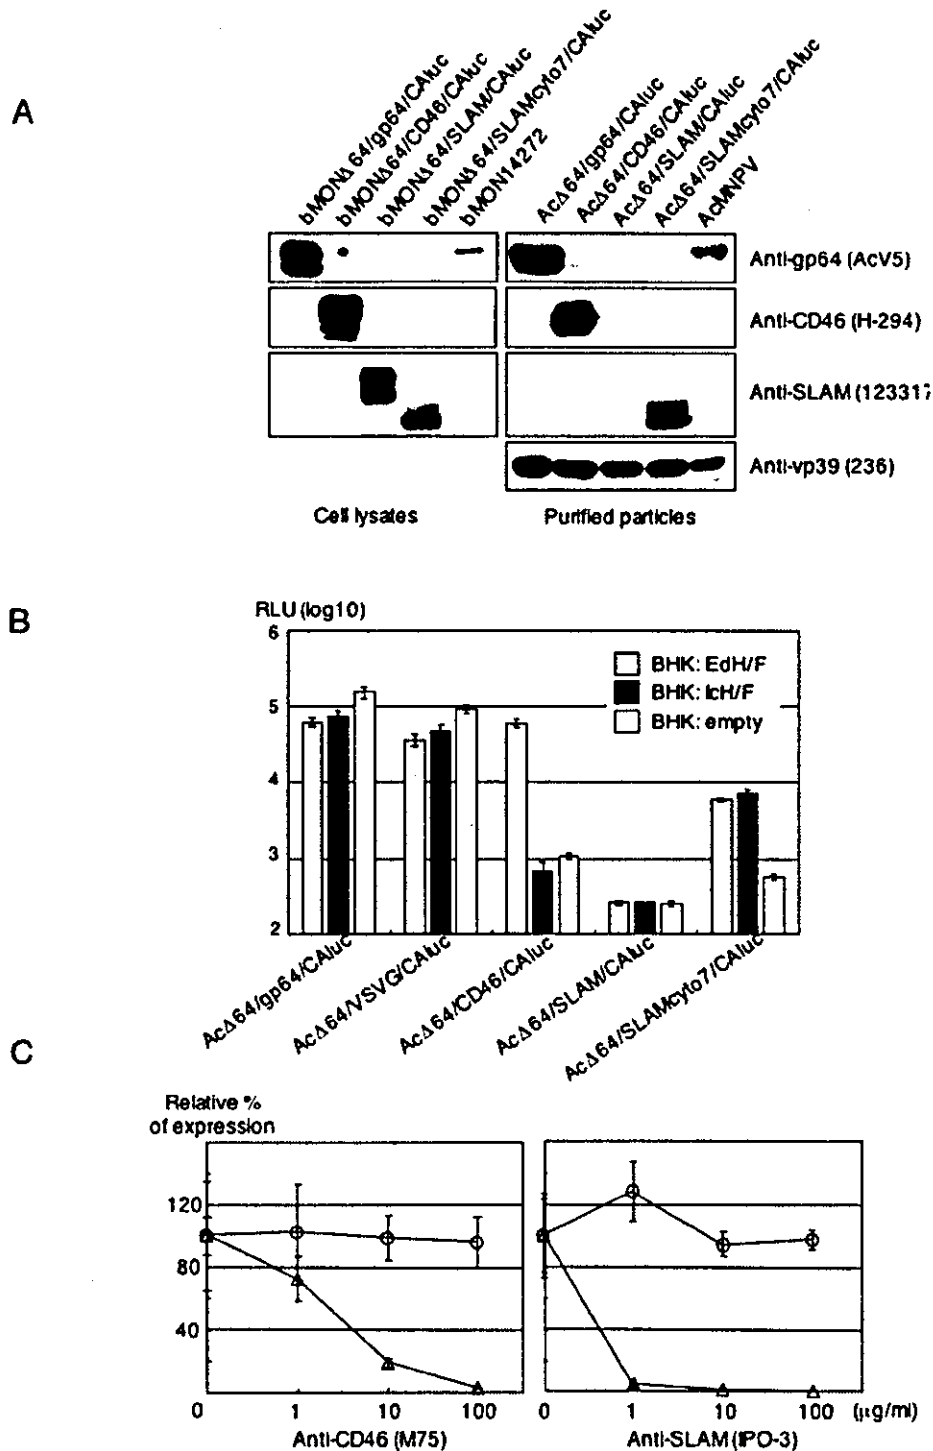 A
bMONΔ64/gp64/CAluc
bMONΔ64/CD46/CAluc
bMONΔ64/SLAM/CAluc
bMONΔ64/SLAMcyto7/CAluc
bMON14272
AcΔ64/gp64/CAluc
AcΔ64/CD46/CAluc
AcΔ64/SLAM/CAluc
AcΔ64/SLAMcyto7/CAluc
AcMNPV
Anti-gp64 (AcV5)
Anti-CD46 (H-294)
Anti-SLAM (123317
Anti-vp39 (236)
Cell lysates
Purified particles
B
RLU (log10)
6
5
4
3
2
BHK: EdH/F
BHK: IcH/F
BHK: empty
AcΔ64/gp64/CAluc
AcΔ64/VSVG/CAluc
AcΔ64/CD46/CAluc
AcΔ64/SLAM/CAluc
AcΔ64/SLAMcyto7/CAluc
C
Relative %
of expression
120
80
40
0 1 10 100
0 1 10 100 (μg/ml)
Anti-CD46 (M75)
Anti-SLAM (IPO-3)